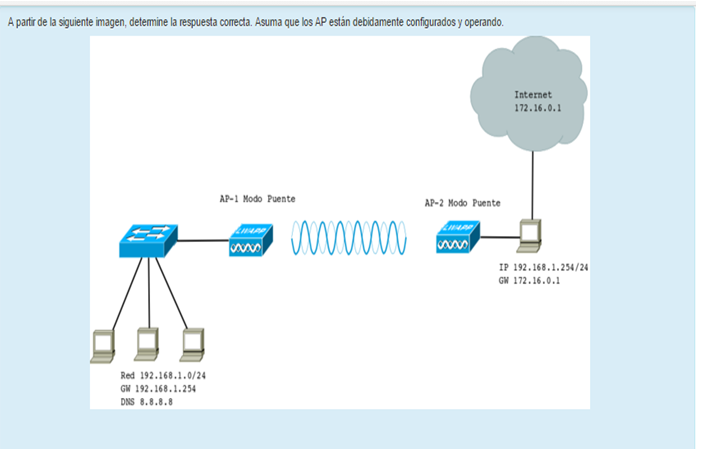 A partir de la siguiente imagen, determine la respuesta correcta. Asuma que los AP están debidamente configurados y operando.
Internet
172.16.0.1
AP-1 Modo Puente
AP-2 Modo Puente
LWAPP
LWAPP
IP 192.168.1.254/24
GW 172.16.0.1
Red 192.168.1.0/24
GW 192.168.1.254
DNS 8.8.8.8